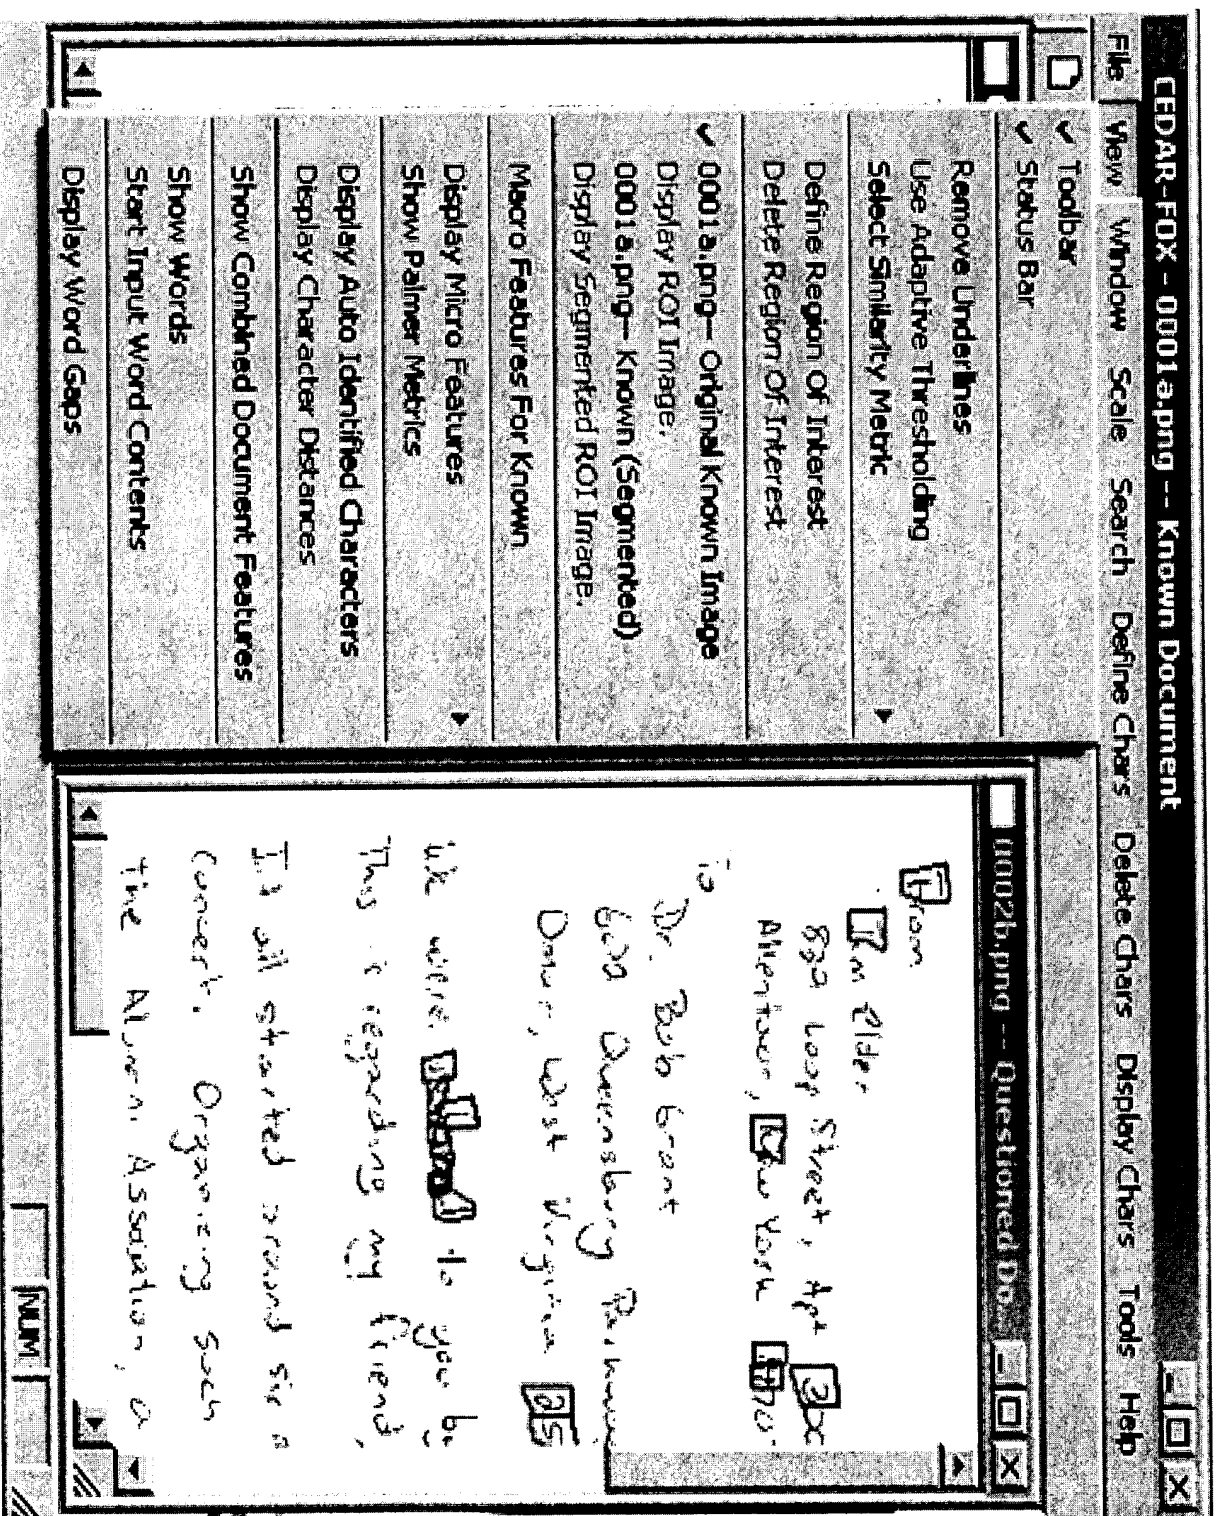 CEDAR-FOX - 0001a.png -- Known Document
File View Window Scale Search Define Chars Delete Chars Display Chars Tools Help
Toolbar
Status Bar
Remove Underlines
Use Adaptive Thresholding
Select Similarity Metric
Define Region Of Interest
Delete Region Of Interest
0001a.png-- Original Known Image
Display ROI Image.
0001a.png-- Known (Segmented)
Display Segmented ROI Image.
Macro Features For Known
Display Micro Features
Show Palmer Metrics
Display Auto Identified Characters
Display Character Distances
Show Combined Document Features
Show Words
Start Input Word Contents
Display Word Gaps
0002b.png -- Questioned Do...
From
Jim Elder
829 Loop Street, Apt 3
Allentown, New York
To
Dr. Bob Grant
602 Queensbury
Omar, West Virginia
We were to you
This is regarding my friend,
It all started around six
Concert. Organizing such
the Alumni Association, a
NUM